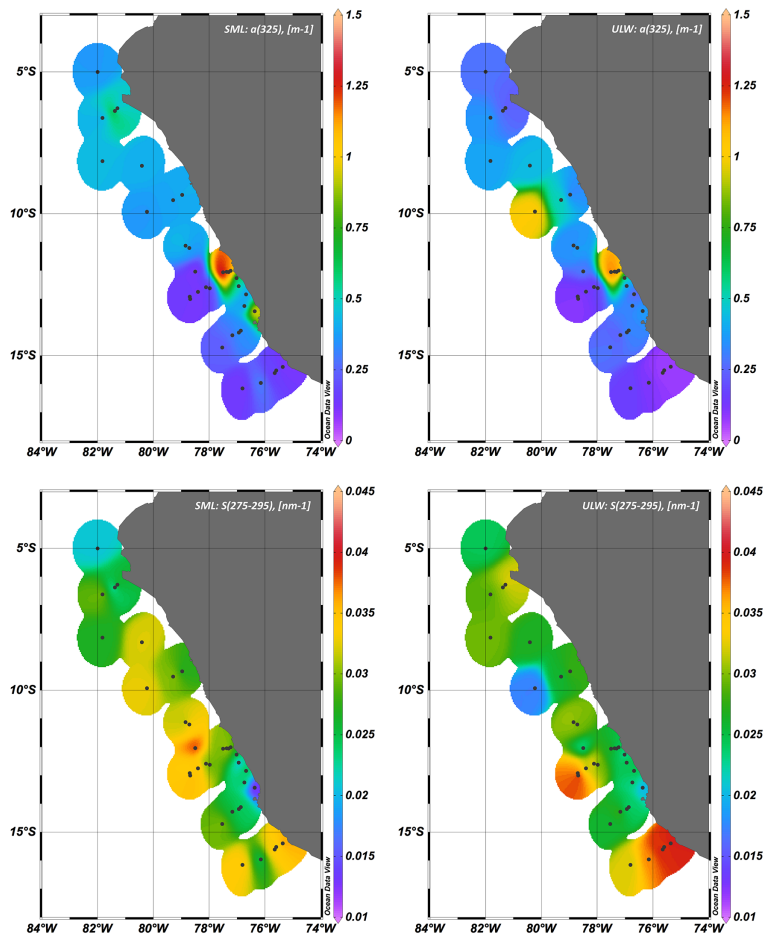 SML: a(325), [m-1]
5°S
10°S
15°S
84°W 82°W 80°W 78°W 76°W 74°W
1.5
1.25
1
0.75
0.5
0.25
0
Ocean Data View
ULW: a(325), [m-1]
5°S
10°S
15°S
84°W 82°W 80°W 78°W 76°W 74°W
1.5
1.25
1
0.75
0.5
0.25
0
Ocean Data View
SML: S(275-295), [nm-1]
5°S
10°S
15°S
84°W 82°W 80°W 78°W 76°W 74°W
0.045
0.04
0.035
0.03
0.025
0.02
0.015
0.01
Ocean Data View
ULW: S(275-295), [nm-1]
5°S
10°S
15°S
84°W 82°W 80°W 78°W 76°W 74°W
0.045
0.04
0.035
0.03
0.025
0.02
0.015
0.01
Ocean Data View